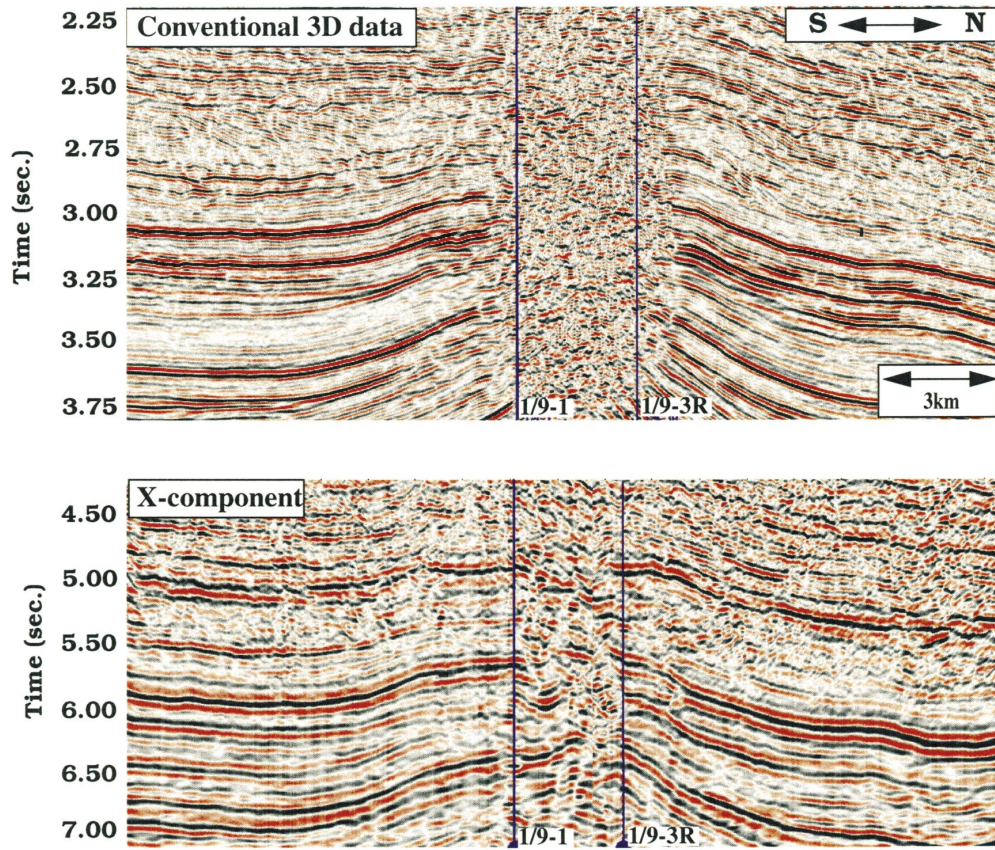 Conventional 3D data
S N
2.25
2.50
2.75
3.00
3.25
3.50
3.75
Time (sec.)
3km
1/9-1
1/9-3R
X-component
4.50
5.00
5.50
6.00
6.50
7.00
Time (sec.)
1/9-1
1/9-3R